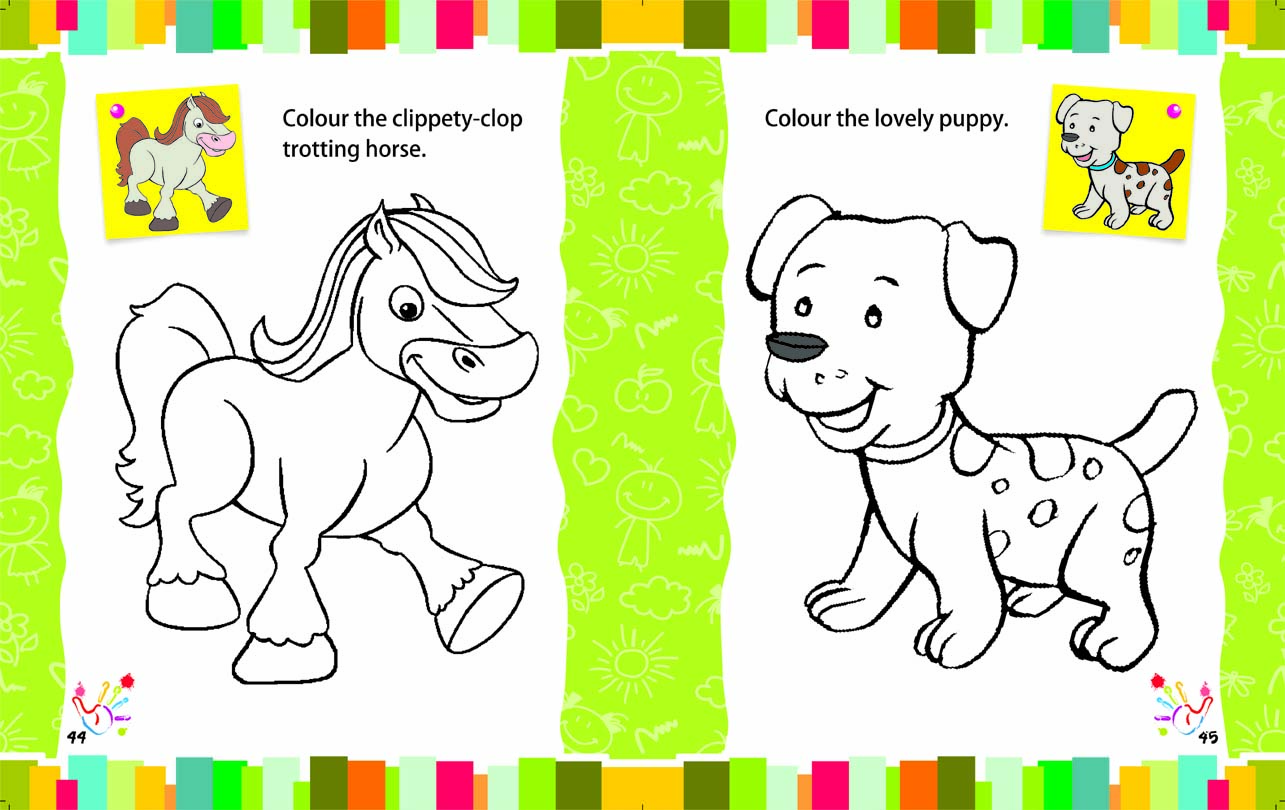 Colour the clippety-clop
trotting horse.
44
Colour the lovely puppy.
45